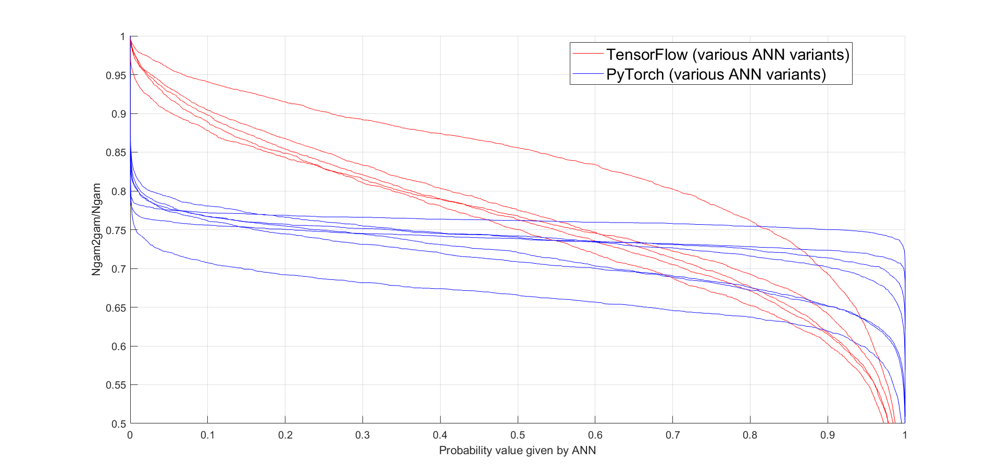 TensorFlow (various ANN variants)
PyTorch (various ANN variants)
1
0.95
0.9
0.85
0.8
0.75
0.7
0.65
0.6
0.55
0.5
Ngam2gam/Ngam
0 0.1 0.2 0.3 0.4 0.5 0.6 0.7 0.8 0.9 1
Probability value given by ANN